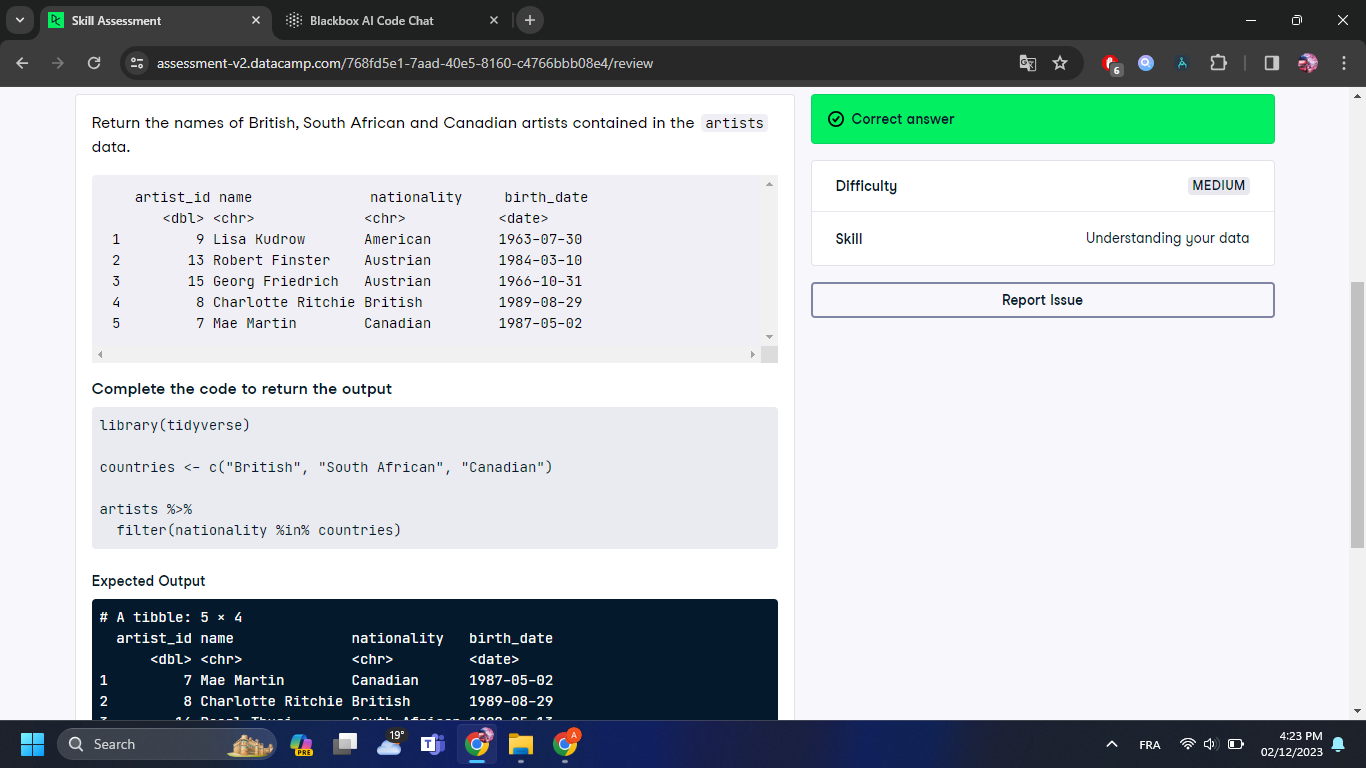 Skill Assessment
Blackbox AI Code Chat
assessment-v2.datacamp.com/768fd5e1-7aad-40e5-8160-c4766bbb08e4/review
6
Return the names of British, South African and Canadian artists contained in the artists
data.
artist_id name nationality birth_date
<dbl> <chr> <chr> <date>
1 9 Lisa Kudrow American 1963-07-30
2 13 Robert Finster Austrian 1984-03-10
3 15 Georg Friedrich Austrian 1966-10-31
4 8 Charlotte Ritchie British 1989-08-29
5 7 Mae Martin Canadian 1987-05-02
Complete the code to return the output
library(tidyverse)
countries <- c("British", "South African", "Canadian")
artists %>%
filter(nationality %in% countries)
Expected Output
# A tibble: 5 × 4
artist_id name nationality birth_date
<dbl> <chr> <chr> <date>
1 7 Mae Martin Canadian 1987-05-02
2 8 Charlotte Ritchie British 1989-08-29
Correct answer
Difficulty MEDIUM
Skill Understanding your data
Report Issue
Search
PRE
19°
A
FRA
4:23 PM
02/12/2023